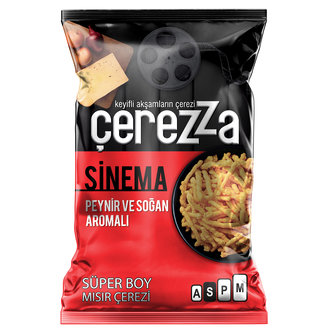 keyifli akşamların çerezi
çerezza
SİNEMA
PEYNİR VE SOĞAN
AROMALI
SÜPER BOY
MISIR ÇEREZİ
A S P M